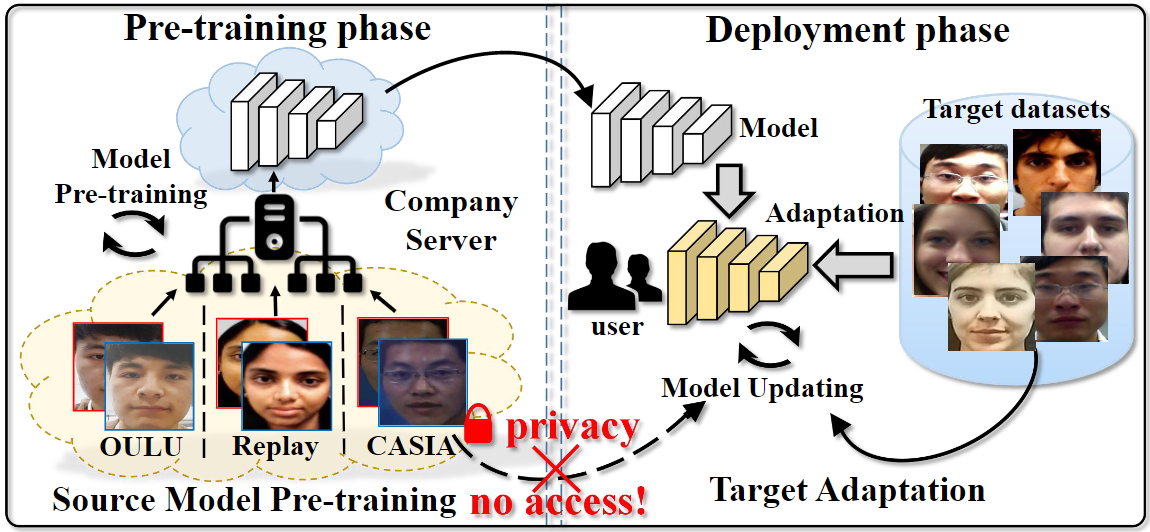 Pre-training phase
Deployment phase
Model
Pre-training
Company
Server
OULU
Replay
CASIA
Source Model Pre-training
privacy
no access!
Model
Adaptation
user
Model Updating
Target datasets
Target Adaptation